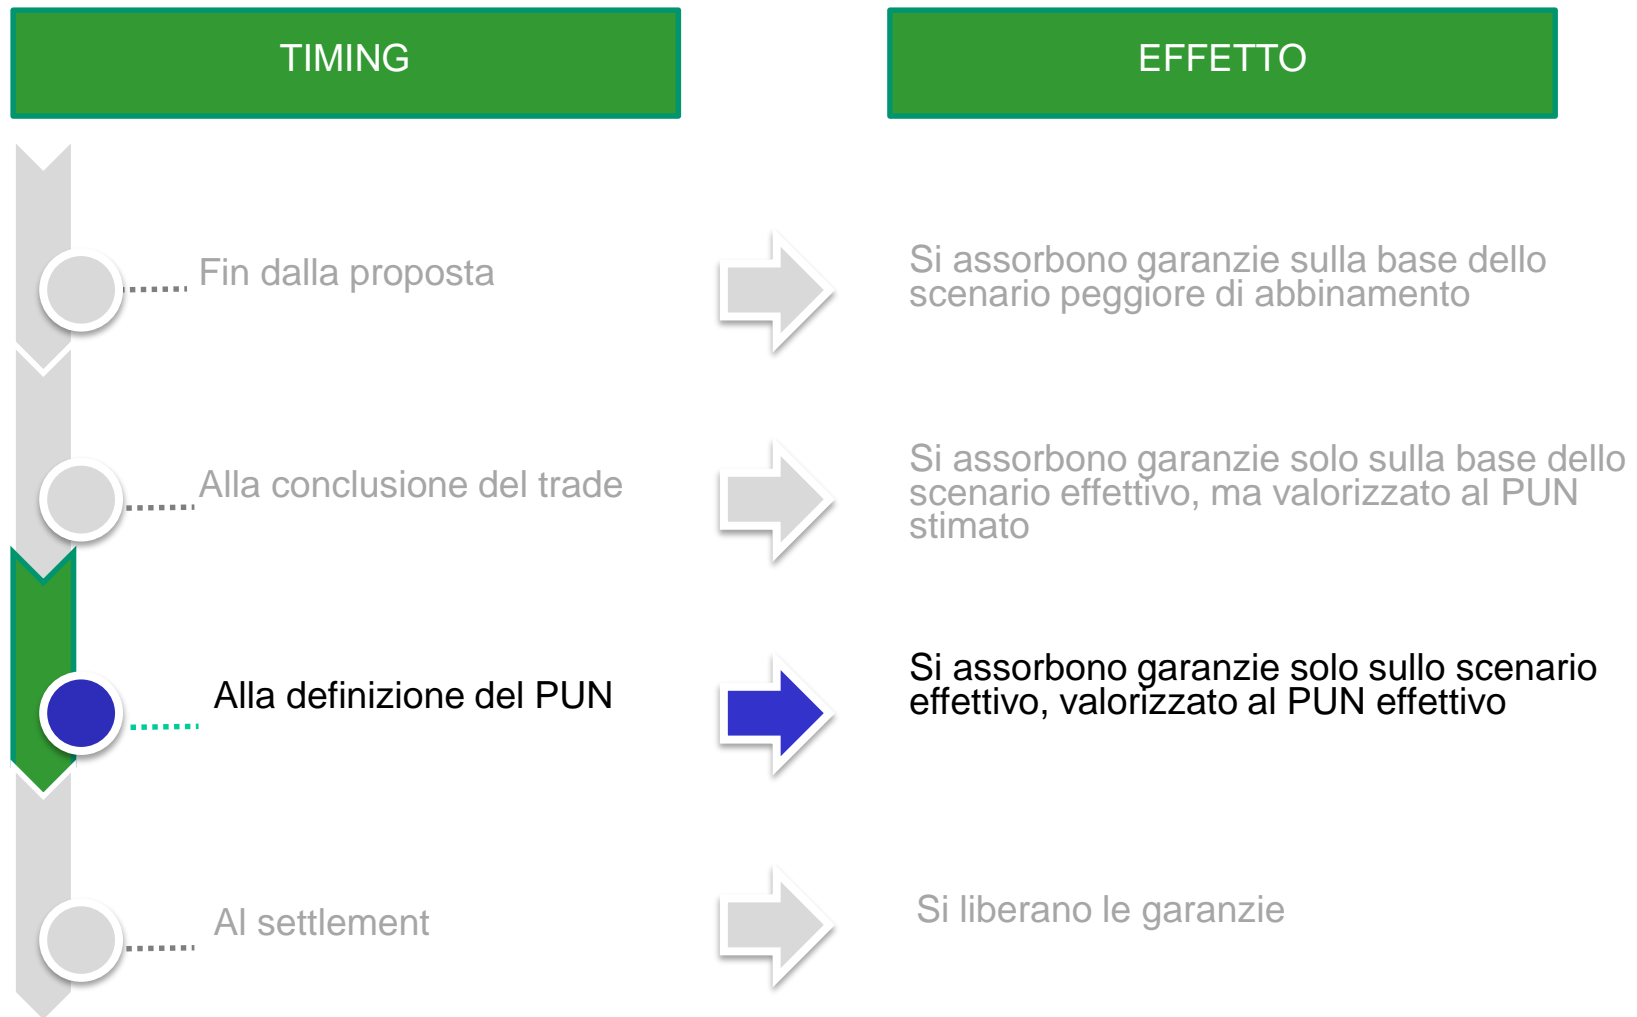 TIMING
EFFETTO
Fin dalla proposta
Si assorbono garanzie sulla base dello
scenario peggiore di abbinamento
Alla conclusione del trade
Si assorbono garanzie solo sulla base dello
scenario effettivo, ma valorizzato al PUN
stimato
Alla definizione del PUN
Si assorbono garanzie solo sullo scenario
effettivo, valorizzato al PUN effettivo
Al settlement
Si liberano le garanzie